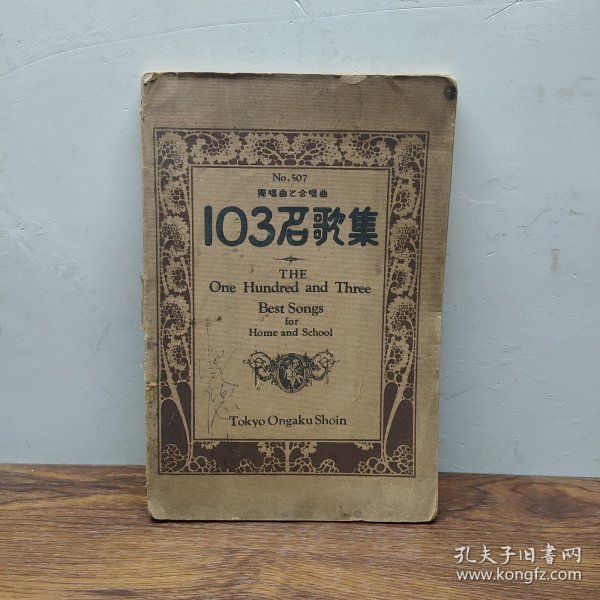 No. 507
獨唱曲と合唱曲
103名歌集
THE
One Hundred and Three
Best Songs
for
Home and School
Tokyo Ongaku Shoin
孔夫子旧书网
www.kongfz.com